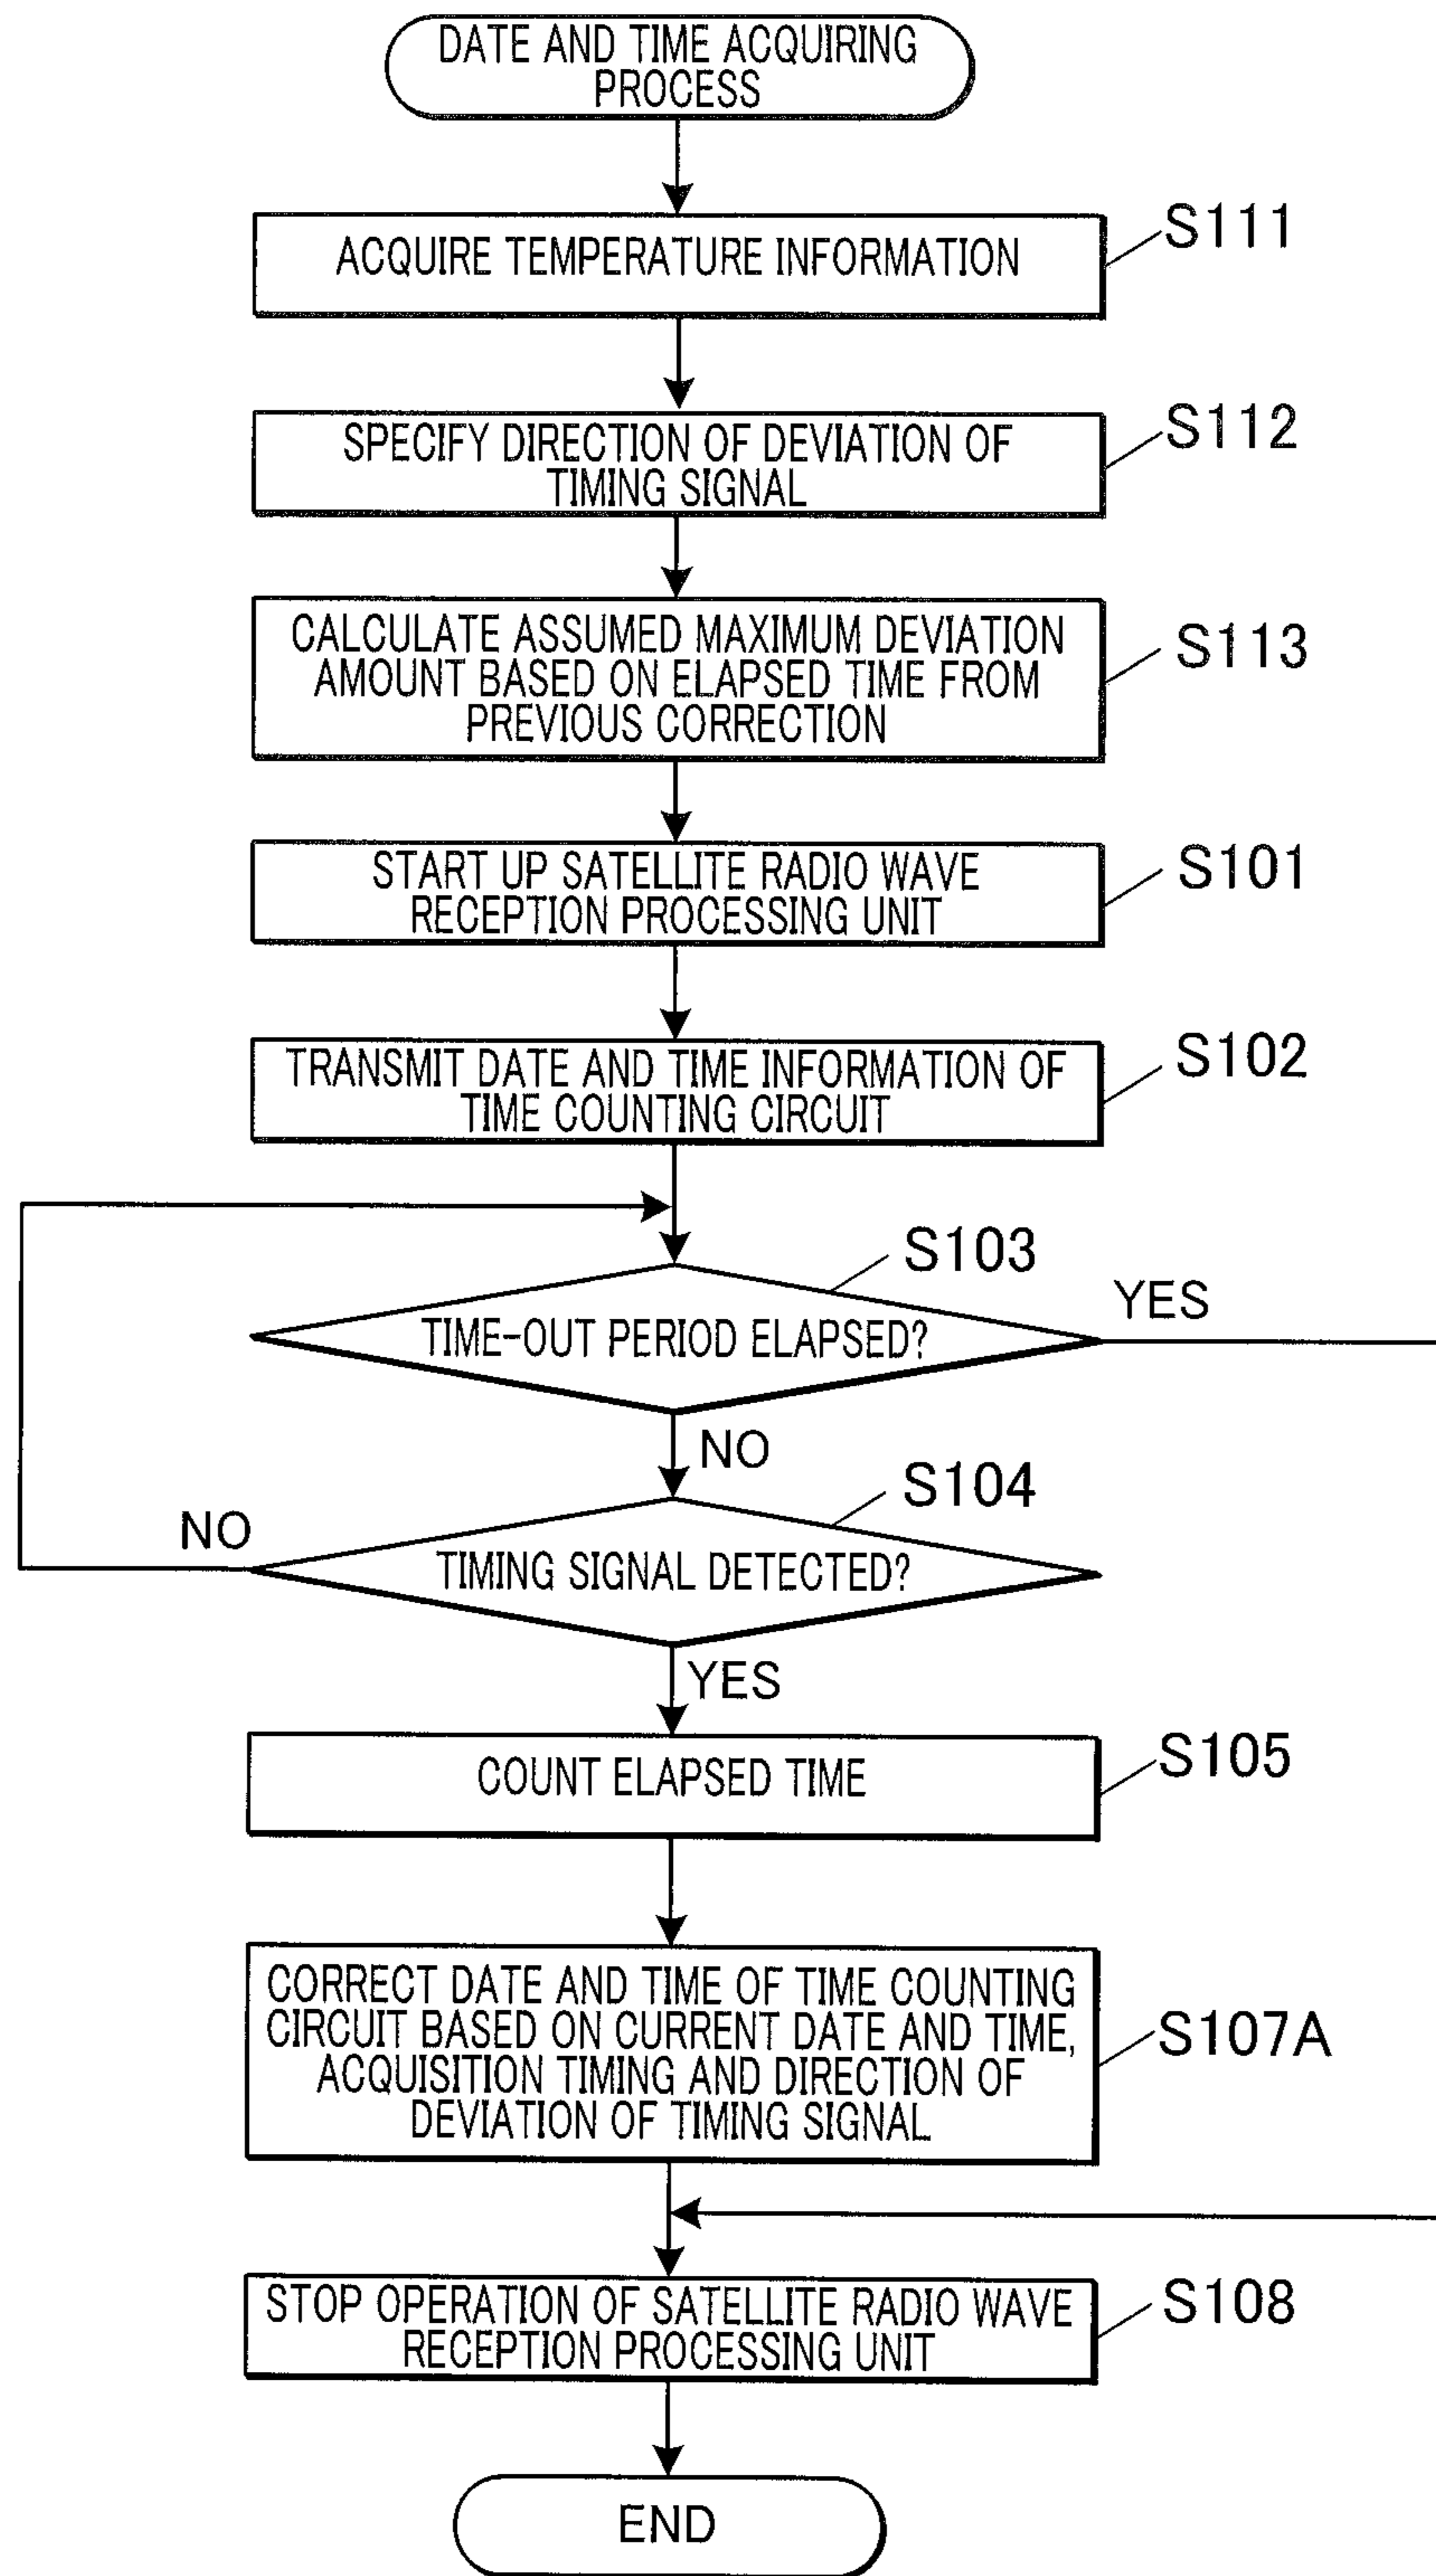 DATE AND TIME ACQUIRING
PROCESS
ACQUIRE TEMPERATURE INFORMATION
S111
SPECIFY DIRECTION OF DEVIATION OF
TIMING SIGNAL
S112
CALCULATE ASSUMED MAXIMUM DEVIATION
AMOUNT BASED ON ELAPSED TIME FROM
PREVIOUS CORRECTION
S113
START UP SATELLITE RADIO WAVE
RECEPTION PROCESSING UNIT
S101
TRANSMIT DATE AND TIME INFORMATION OF
TIME COUNTING CIRCUIT
S102
S103
YES
TIME-OUT PERIOD ELAPSED?
NO
S104
NO
TIMING SIGNAL DETECTED?
YES
COUNT ELAPSED TIME
S105
CORRECT DATE AND TIME OF TIME COUNTING
CIRCUIT BASED ON CURRENT DATE AND TIME,
ACQUISITION TIMING AND DIRECTION OF
DEVIATION OF TIMING SIGNAL
S107A
STOP OPERATION OF SATELLITE RADIO WAVE
RECEPTION PROCESSING UNIT
S108
END